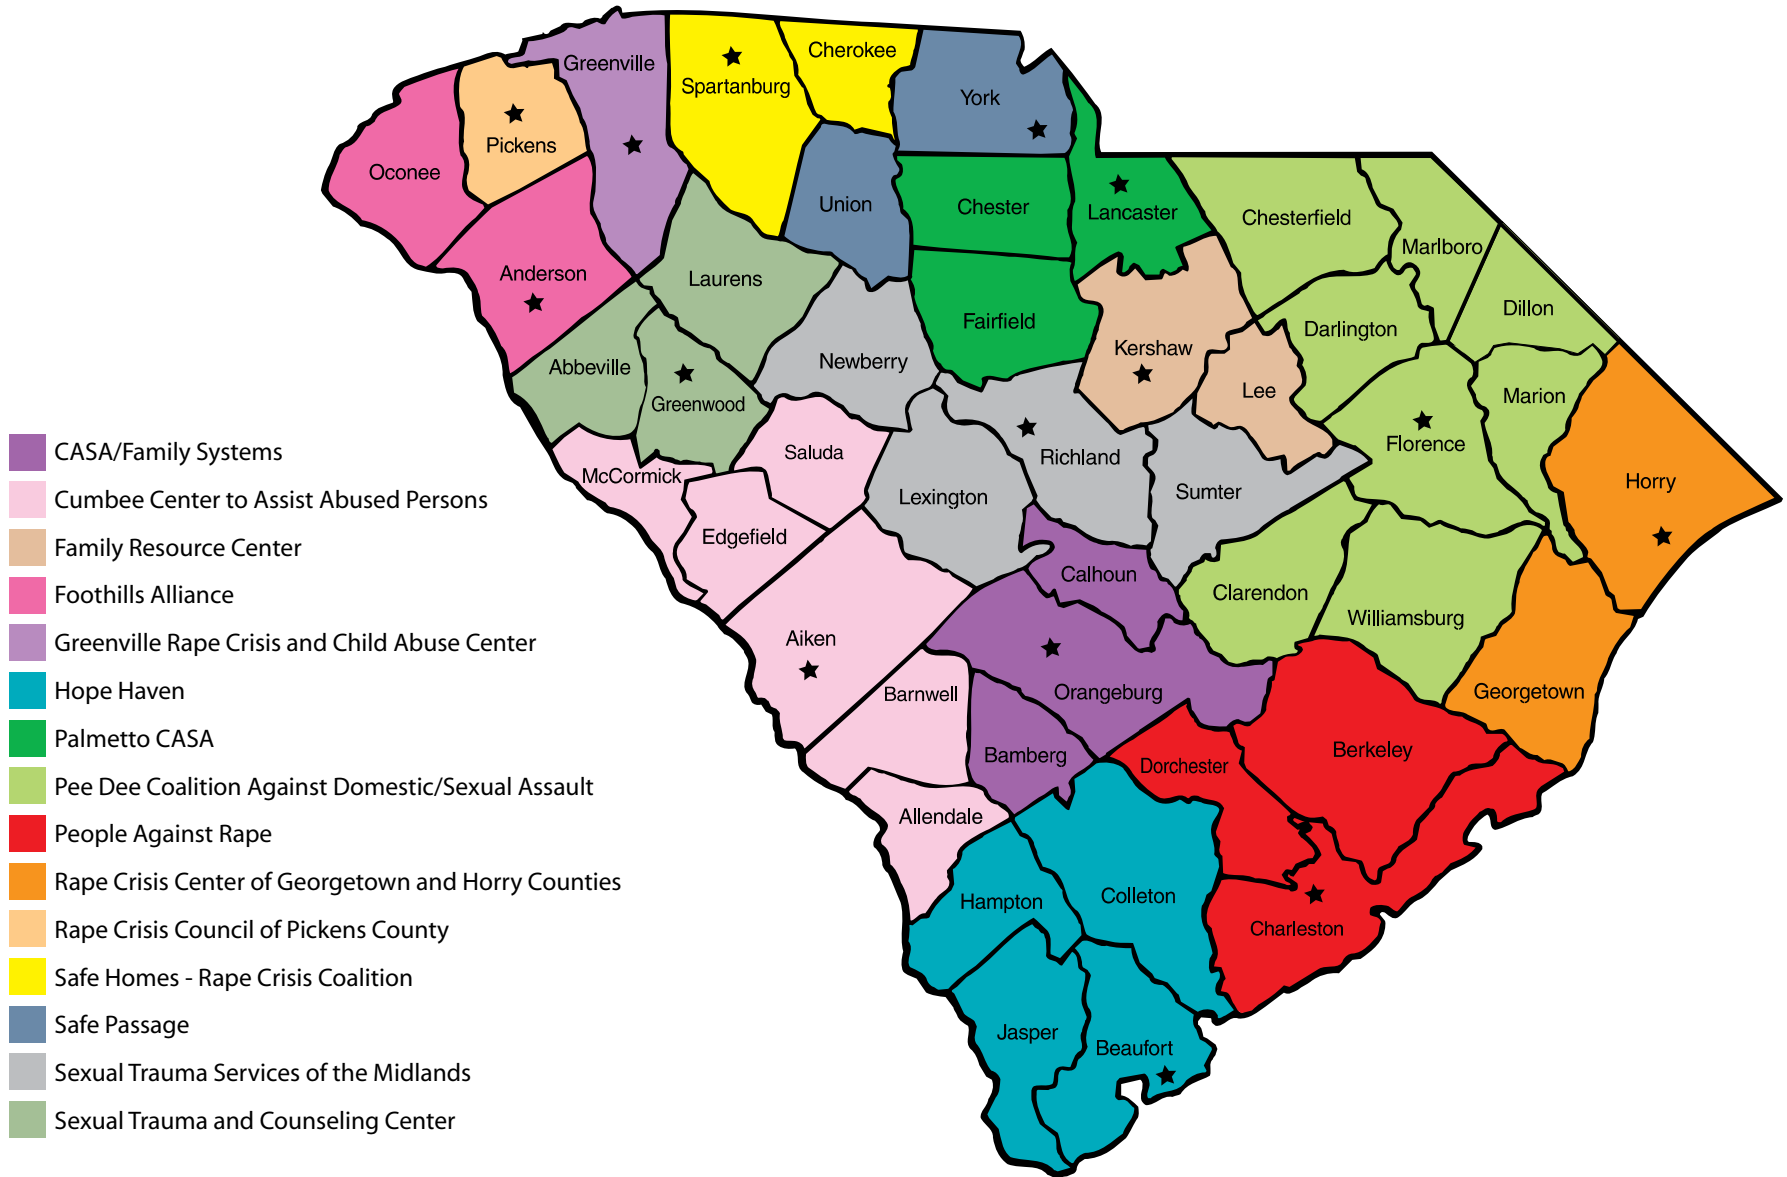 Greenville
Cherokee
Spartanburg
York
Pickens
Oconee
Union
Chester
Lancaster
Chesterfield
Marlboro
Anderson
Laurens
Dillon
Fairfield
Darlington
Kershaw
Newberry
Abbeville
Lee
Marion
Greenwood
Florence
Saluda
Richland
McCormick
Horry
Lexington
Sumter
Edgefield
Calhoun
Clarendon
Williamsburg
Aiken
Barnwell
Orangeburg
Georgetown
Berkeley
Bamberg
Dorchester
Allendale
Colleton
Hampton
Charleston
Jasper
Beaufort
CASA/Family Systems
Cumbee Center to Assist Abused Persons
Family Resource Center
Foothills Alliance
Greenville Rape Crisis and Child Abuse Center
Hope Haven
Palmetto CASA
Pee Dee Coalition Against Domestic/Sexual Assault
People Against Rape
Rape Crisis Center of Georgetown and Horry Counties
Rape Crisis Council of Pickens County
Safe Homes - Rape Crisis Coalition
Safe Passage
Sexual Trauma Services of the Midlands
Sexual Trauma and Counseling Center